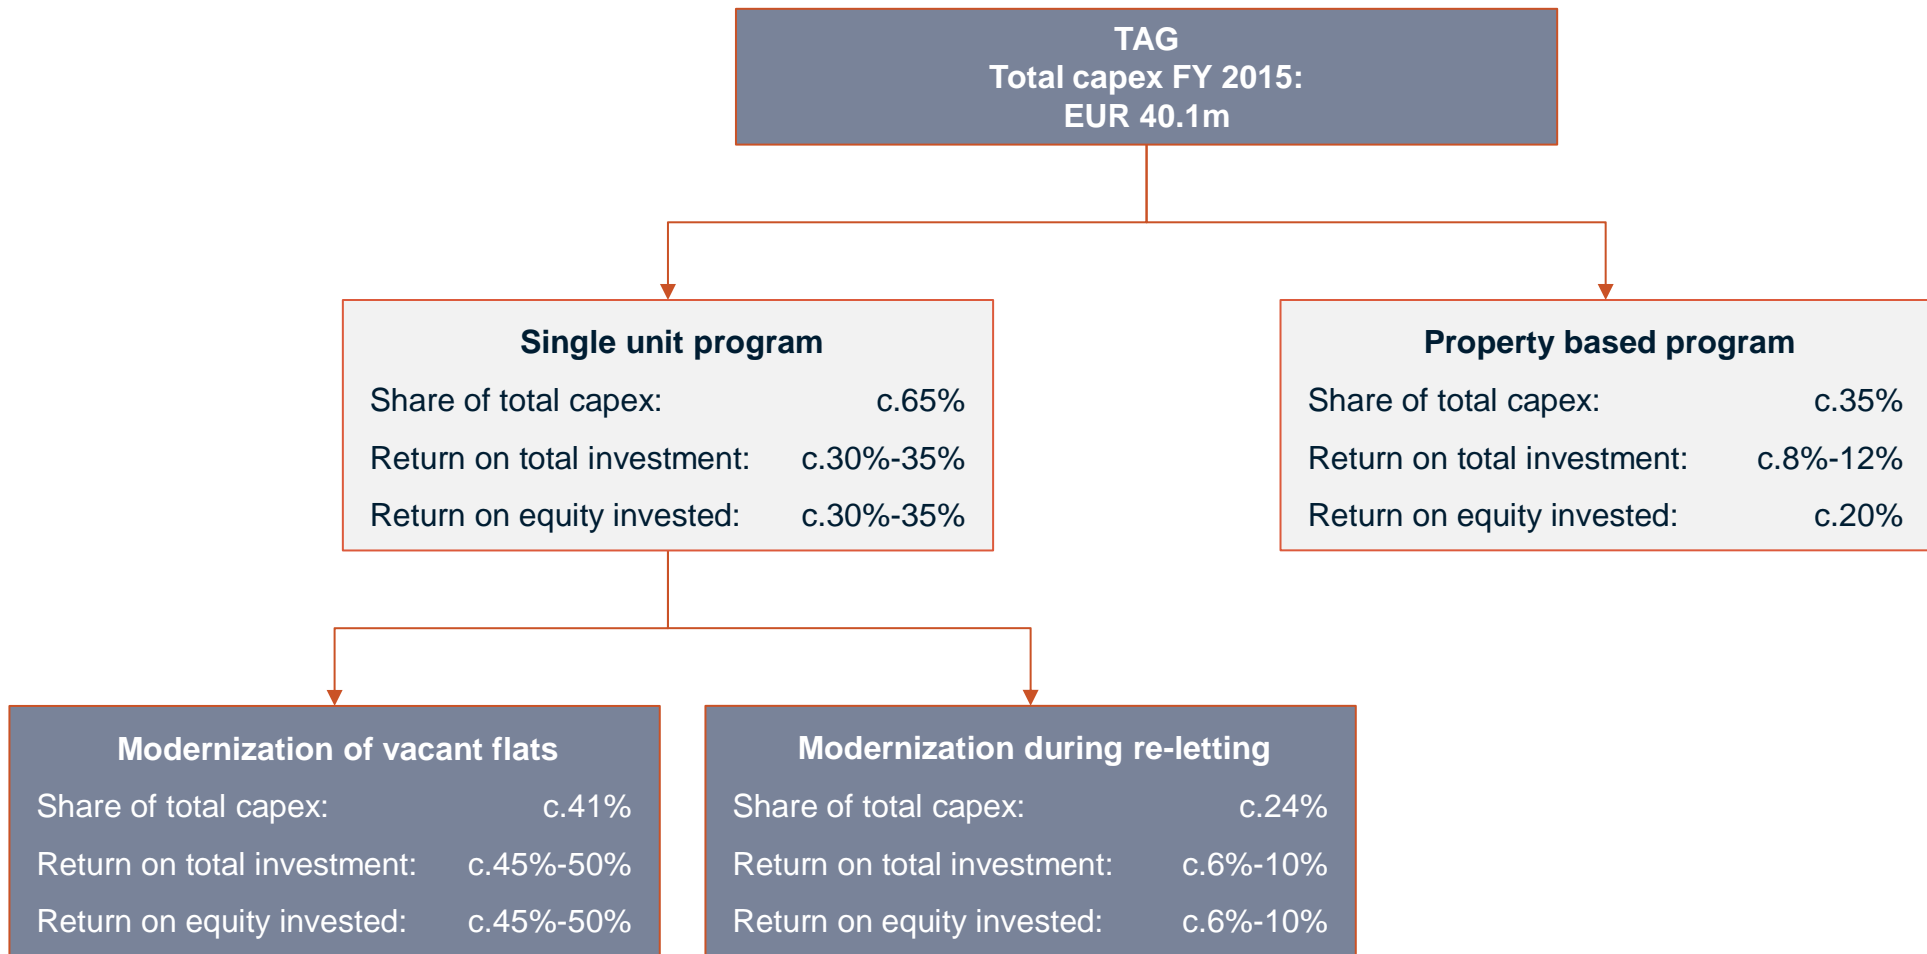 TAG
Total capex FY 2015:
EUR 40.1m
Single unit program
Share of total capex: c.65%
Return on total investment: c.30%-35%
Return on equity invested: c.30%-35%
Property based program
Share of total capex: c.35%
Return on total investment: c.8%-12%
Return on equity invested: c.20%
Modernization of vacant flats
Share of total capex: c.41%
Return on total investment: c.45%-50%
Return on equity invested: c.45%-50%
Modernization during re-letting
Share of total capex: c.24%
Return on total investment: c.6%-10%
Return on equity invested: c.6%-10%